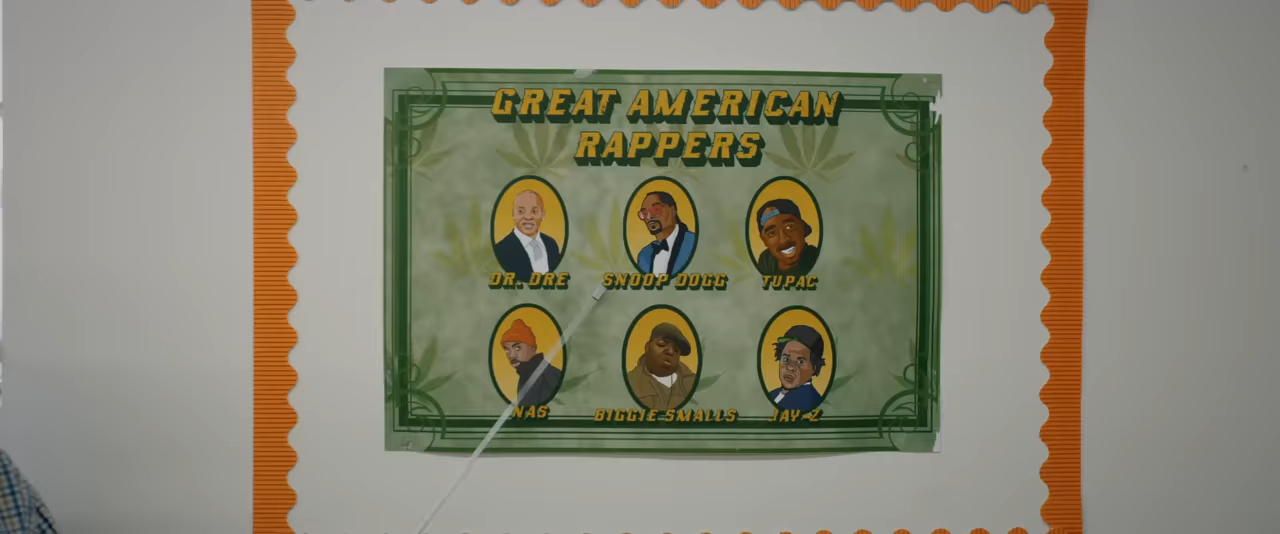 GREAT AMERICAN
RAPPERS
DR. DRE SNOOP DOGG TUPAC
NAS BIGGIE SMALLS JAY-Z